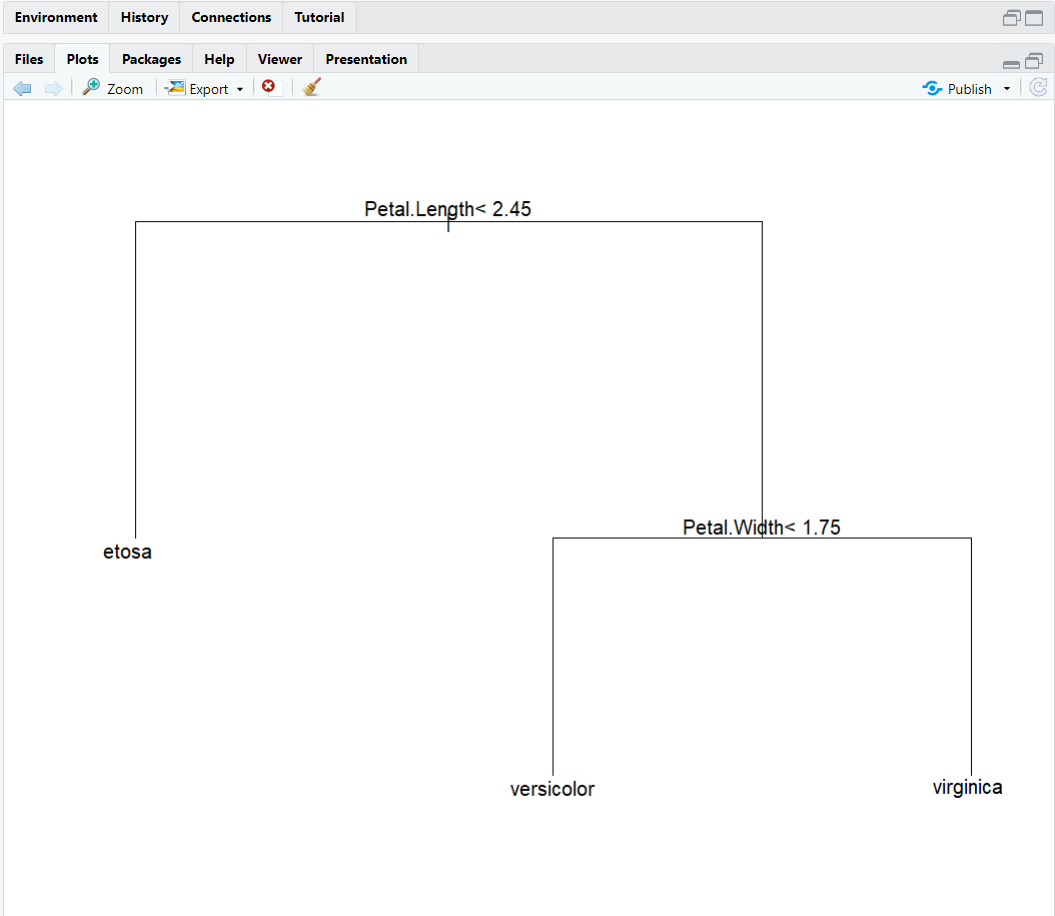 Environment History Connections Tutorial
Files Plots Packages Help Viewer Presentation
Zoom Export Publish
Petal.Length< 2.45
Petal.Width< 1.75
etosa
versicolor
virginica